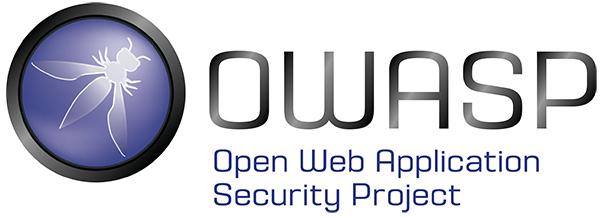 OWASP
Open Web Application
Security Project